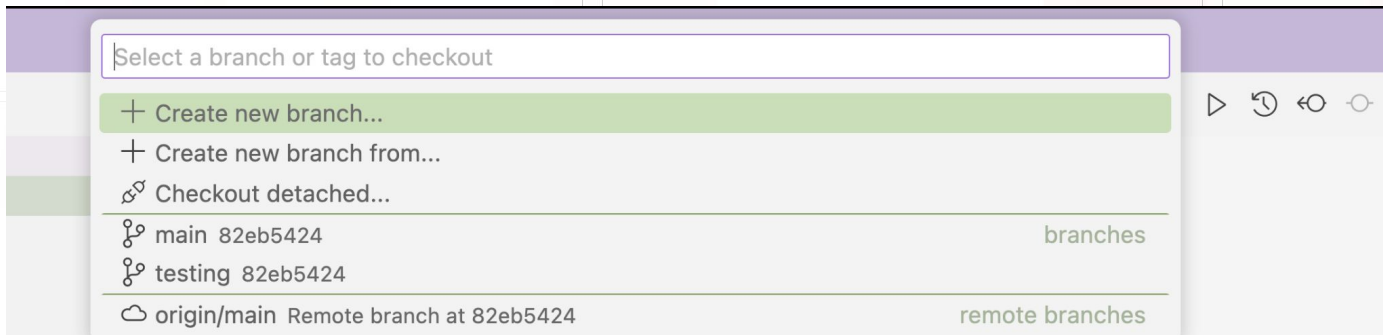 Select a branch or tag to checkout
Create new branch...
Create new branch from...
Checkout detached...
main 82eb5424 branches
testing 82eb5424
origin/main Remote branch at 82eb5424 remote branches